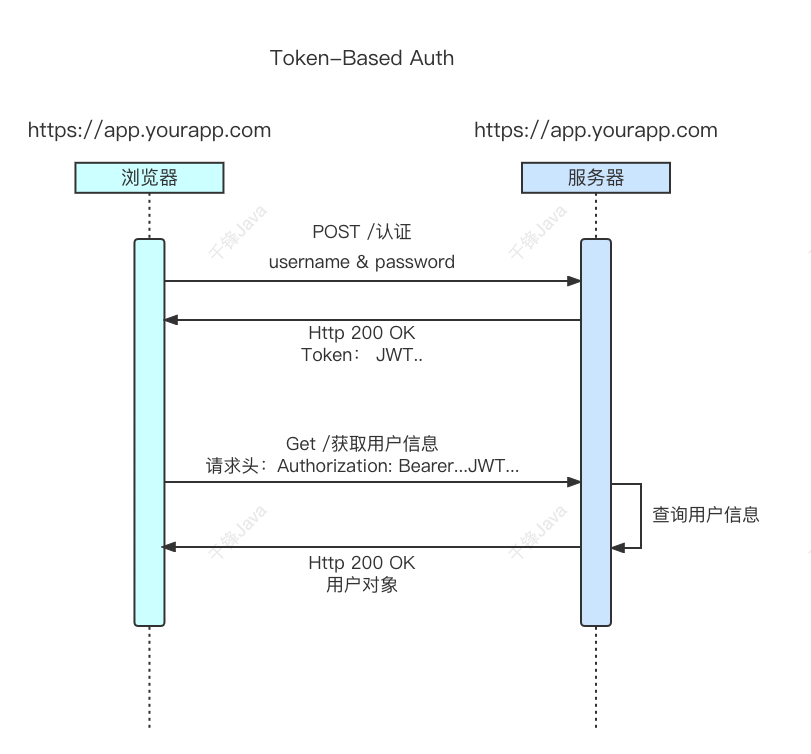 Token-Based Auth
https://app.yourapp.com
https://app.yourapp.com
浏览器
服务器
千锋Java
千锋Java
POST /认证
username & password
Http 200 OK
Token： JWT..
Get /获取用户信息
请求头：Authorization: Bearer...JWT...
查询用户信息
千锋Java
千锋Java
Http 200 OK
用户对象